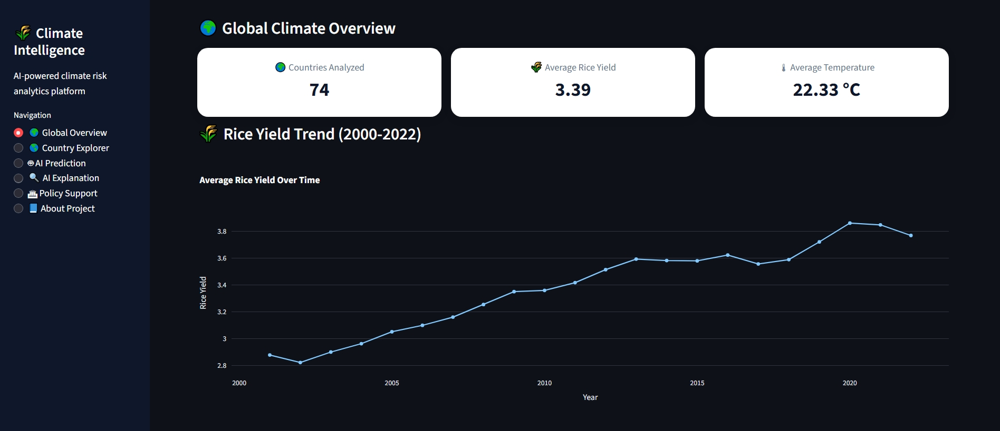 🌾 Climate
Intelligence
AI-powered climate risk
analytics platform
Navigation
🌍 Global Overview
🌎 Country Explorer
AI Prediction
🔍 AI Explanation
🏛 Policy Support
📘 About Project
🌍 Global Climate Overview
🌍 Countries Analyzed
74
🌾 Average Rice Yield
3.39
🌡 Average Temperature
22.33 °C
🌾 Rice Yield Trend (2000-2022)
Average Rice Yield Over Time
3.8
3.6
3.4
3.2
3
2.8
Rice Yield
2000 2005 2010 2015 2020
Year